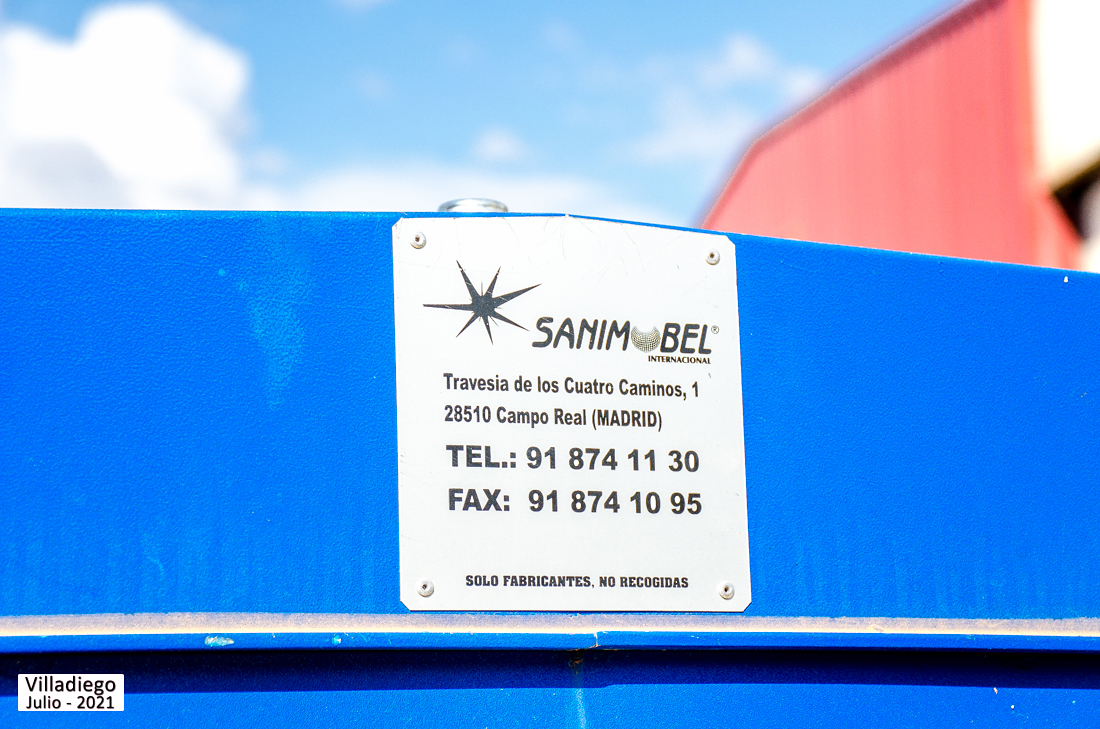 SANIMOBEL®
INTERNACIONAL
Travesia de los Cuatro Caminos, 1
28510 Campo Real (MADRID)
TEL.: 91 874 11 30
FAX: 91 874 10 95
SOLO FABRICANTES, NO RECOGIDAS
Villadiego
Julio - 2021